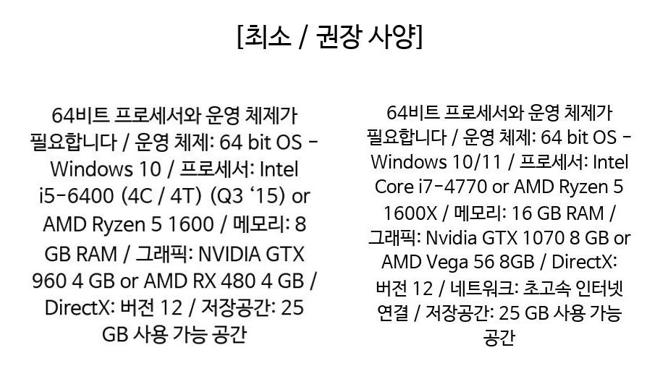 [최소 / 권장 사양]
64비트 프로세서와 운영 체제가
필요합니다 / 운영 체제: 64 bit OS -
Windows 10 / 프로세서: Intel
i5-6400 (4C / 4T) (Q3 ‘15) or
AMD Ryzen 5 1600 / 메모리: 8
GB RAM / 그래픽: NVIDIA GTX
960 4 GB or AMD RX 480 4 GB /
DirectX: 버전 12 / 저장공간: 25
GB 사용 가능 공간
64비트 프로세서와 운영 체제가
필요합니다 / 운영 체제: 64 bit OS -
Windows 10/11 / 프로세서: Intel
Core i7-4770 or AMD Ryzen 5
1600X / 메모리: 16 GB RAM /
그래픽: Nvidia GTX 1070 8 GB or
AMD Vega 56 8GB / DirectX:
버전 12 / 네트워크: 초고속 인터넷
연결 / 저장공간: 25 GB 사용 가능
공간